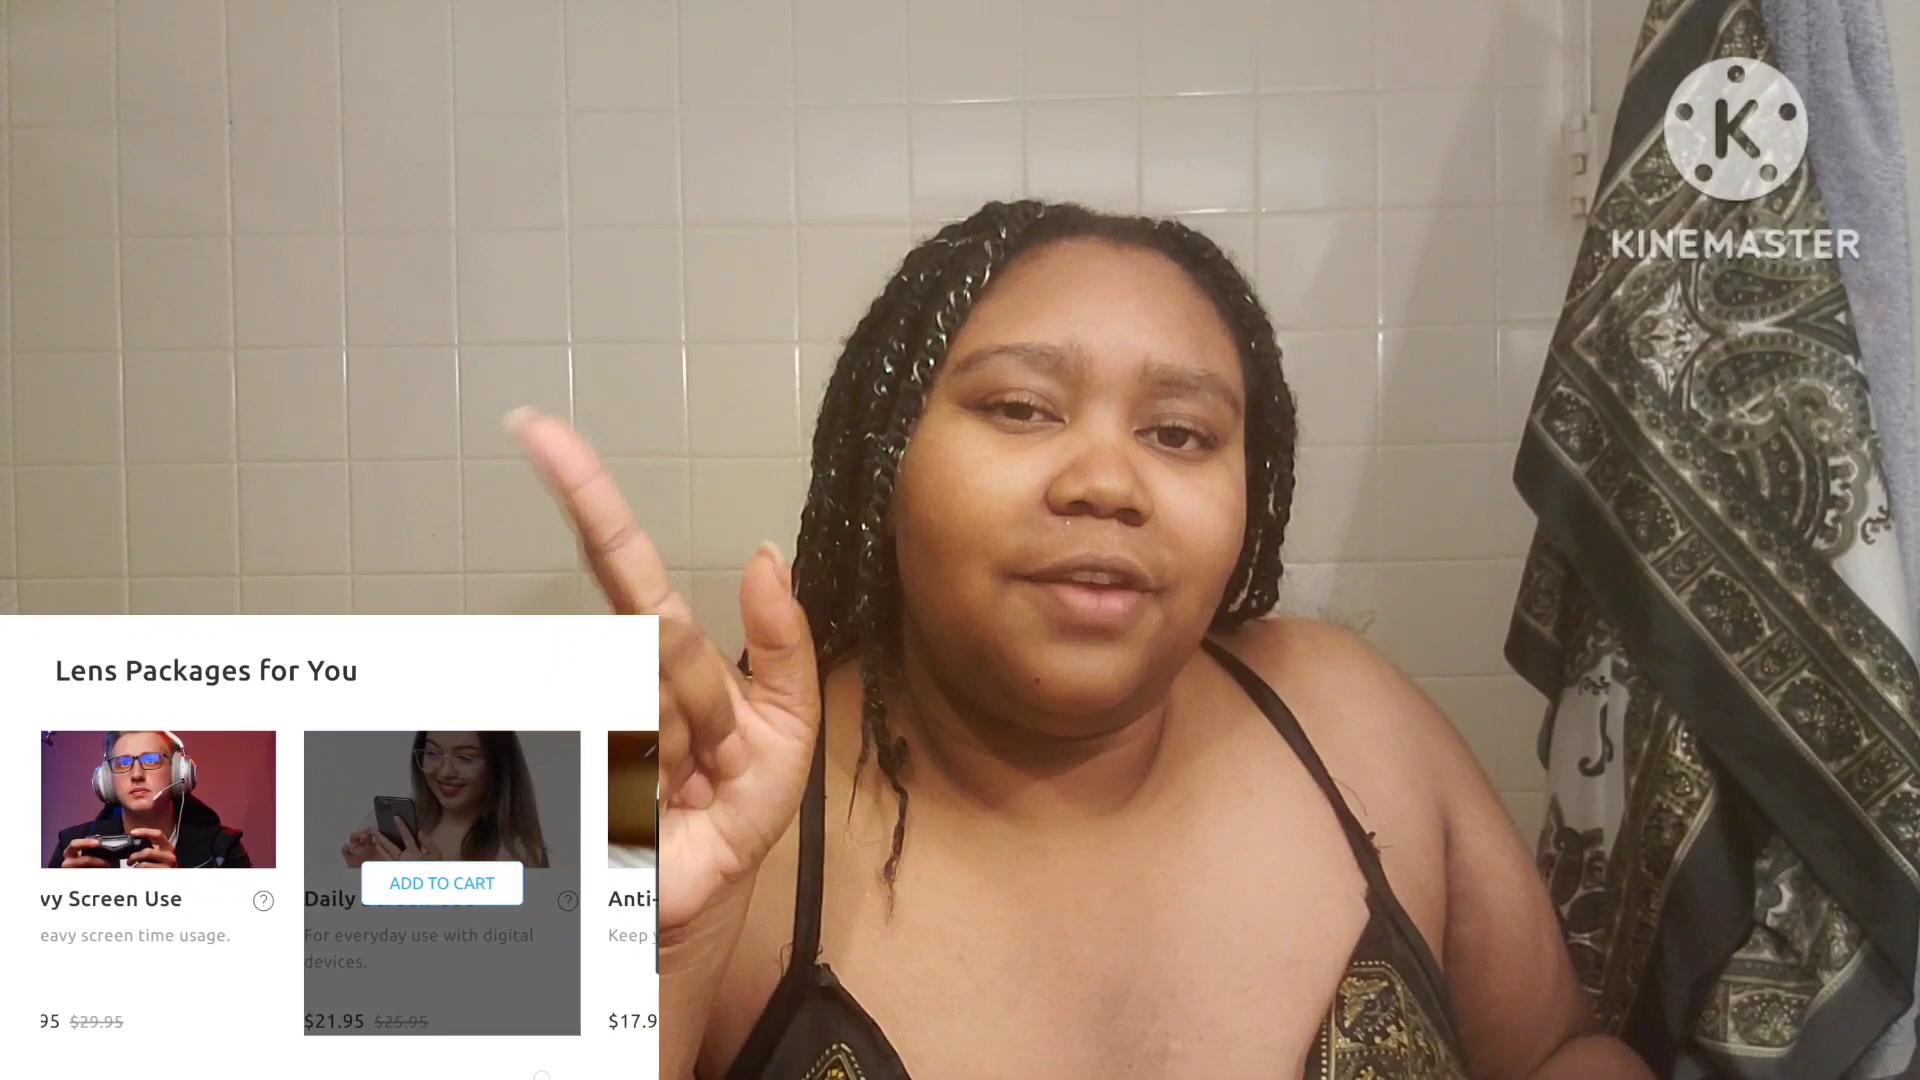 K
KINEMASTER
Lens Packages for You
vy Screen Use
eavy screen time usage.
95 $29.95
ADD TO CART
Daily
For everyday use with digital
devices.
$21.95 $25.95
Anti-
Keep
$17.9